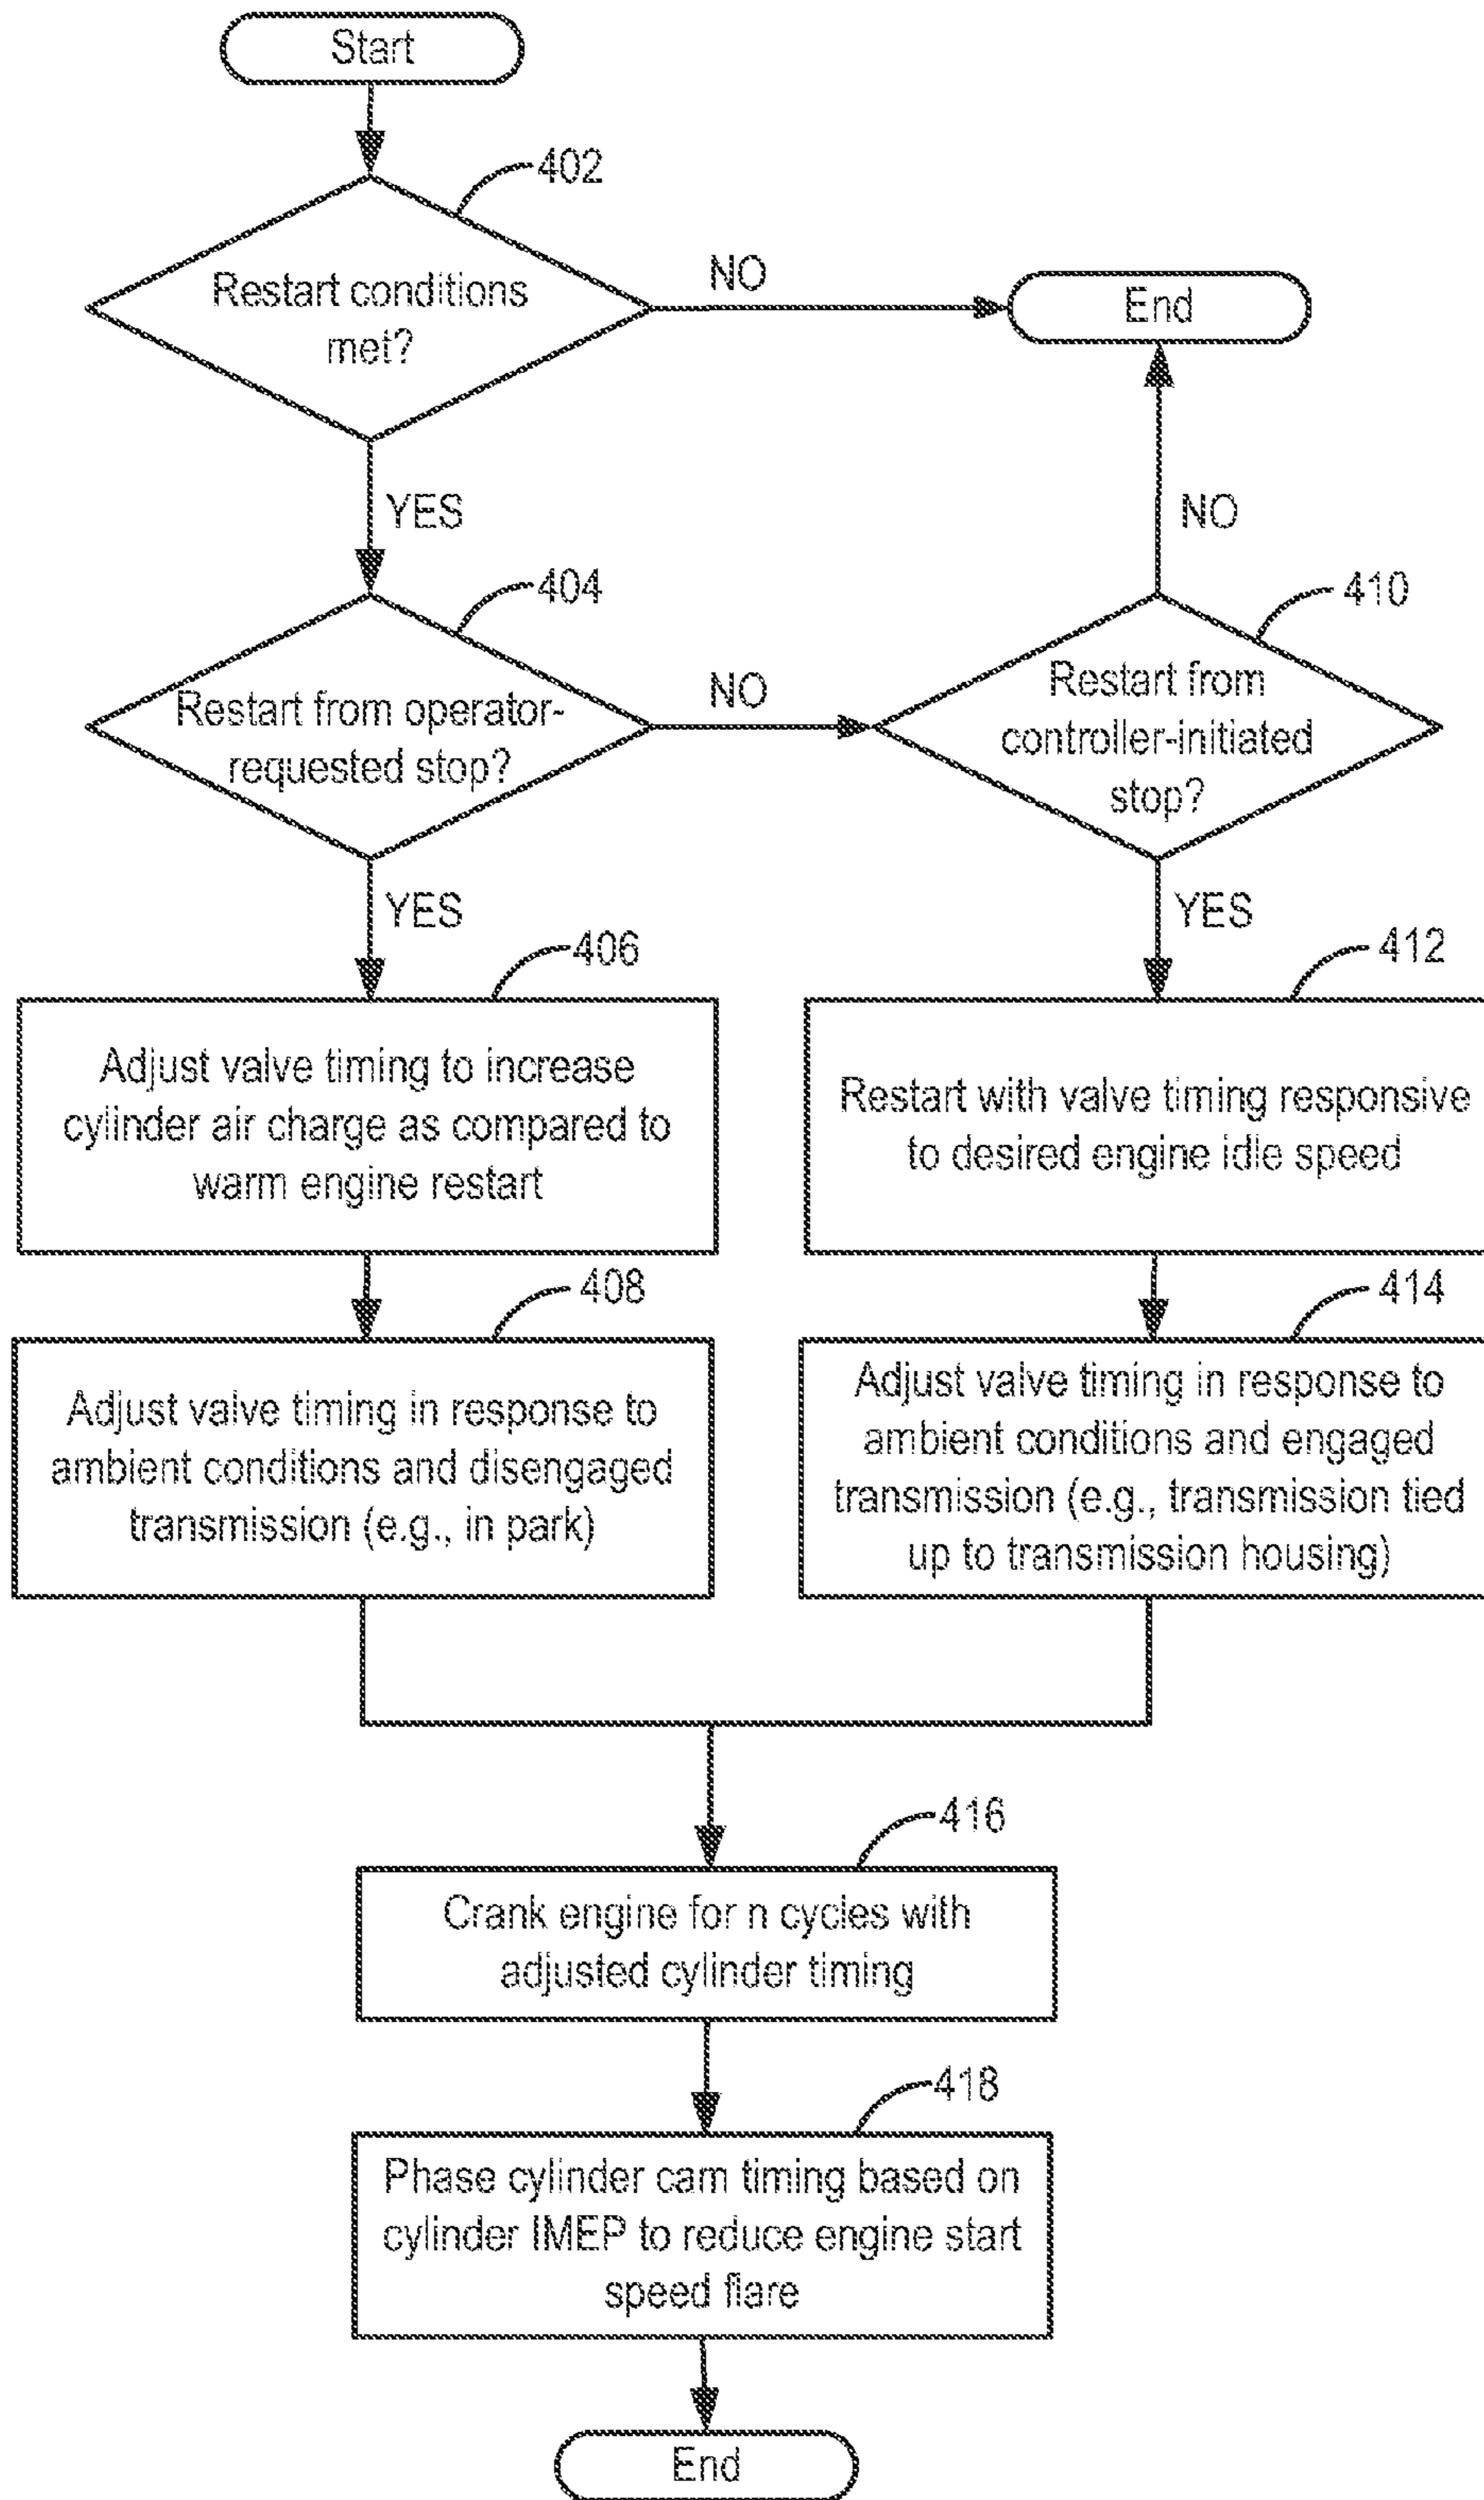 Start
402
Restart conditions
met?
NO
End
YES
404
Restart from operator-
requested stop?
NO
410
Restart from
controller-initiated
stop?
NO
YES
YES
406
Adjust valve timing to increase
cylinder air charge as compared to
warm engine restart
412
Restart with valve timing responsive
to desired engine idle speed
408
Adjust valve timing in response to
ambient conditions and disengaged
transmission (e.g., in park)
414
Adjust valve timing in response to
ambient conditions and engaged
transmission (e.g., transmission tied
up to transmission housing)
416
Crank engine for n cycles with
adjusted cylinder timing
418
Phase cylinder cam timing based on
cylinder IMEP to reduce engine start
speed flare
End